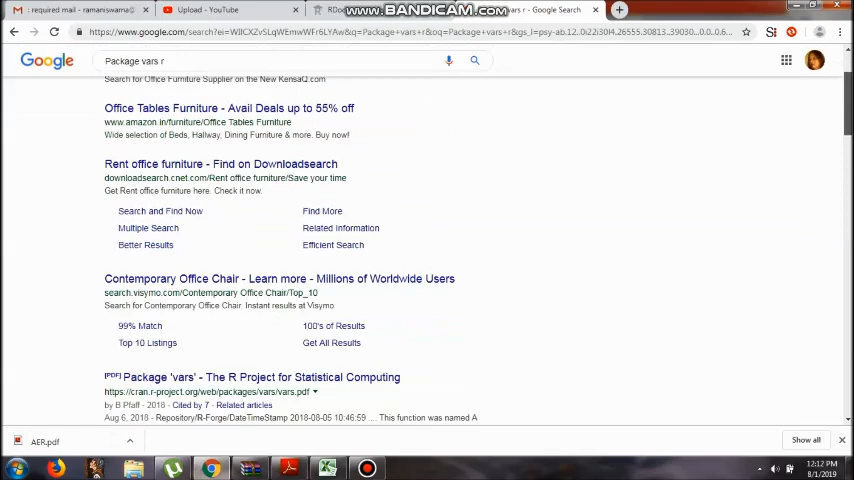 www.BANDICAM.com
: required mail - ramaniswarna@
Upload - YouTube
RDoc
vars r - Google Search
Google
Package vars r
Search for Office Furniture Supplier on the New KensaQ.com
Office Tables Furniture - Avail Deals up to 55% off
www.amazon.in/furniture/Office Tables Furniture
Wide selection of Beds, Hallway, Dining Furniture & more. Buy now!
Rent office furniture - Find on Downloadsearch
downloadsearch.cnet.com/Rent office furniture/Save your time
Get Rent office furniture here. Check it now.
Search and Find Now Find More
Multiple Search Related Information
Better Results Efficient Search
Contemporary Office Chair - Learn more - Millions of Worldwide Users
search.visymo.com/Contemporary Office Chair/Top_10
Search for Contemporary Office Chair Instant results at Visymo
99% Match 100's of Results
Top 10 Listings Get All Results
[PDF] Package 'vars' - The R Project for Statistical Computing
https://cran.r-project.org/web/packages/vars/vars.pdf
by B Pfaff - 2018 - Cited by 7 - Related articles
Aug 6, 2018 - Repository/R-Forge/DateTimeStamp 2018-08-05 10:46:59 .... This function was named A
AER.pdf
Show all
12:12 PM
8/1/2019